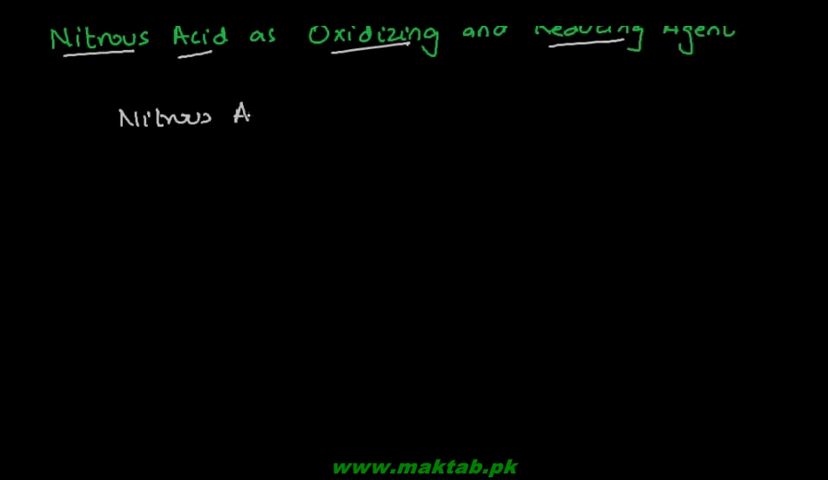 Nitrous Acid as Oxidizing and Reducing Agent
Nitrous A
www.maktab.pk